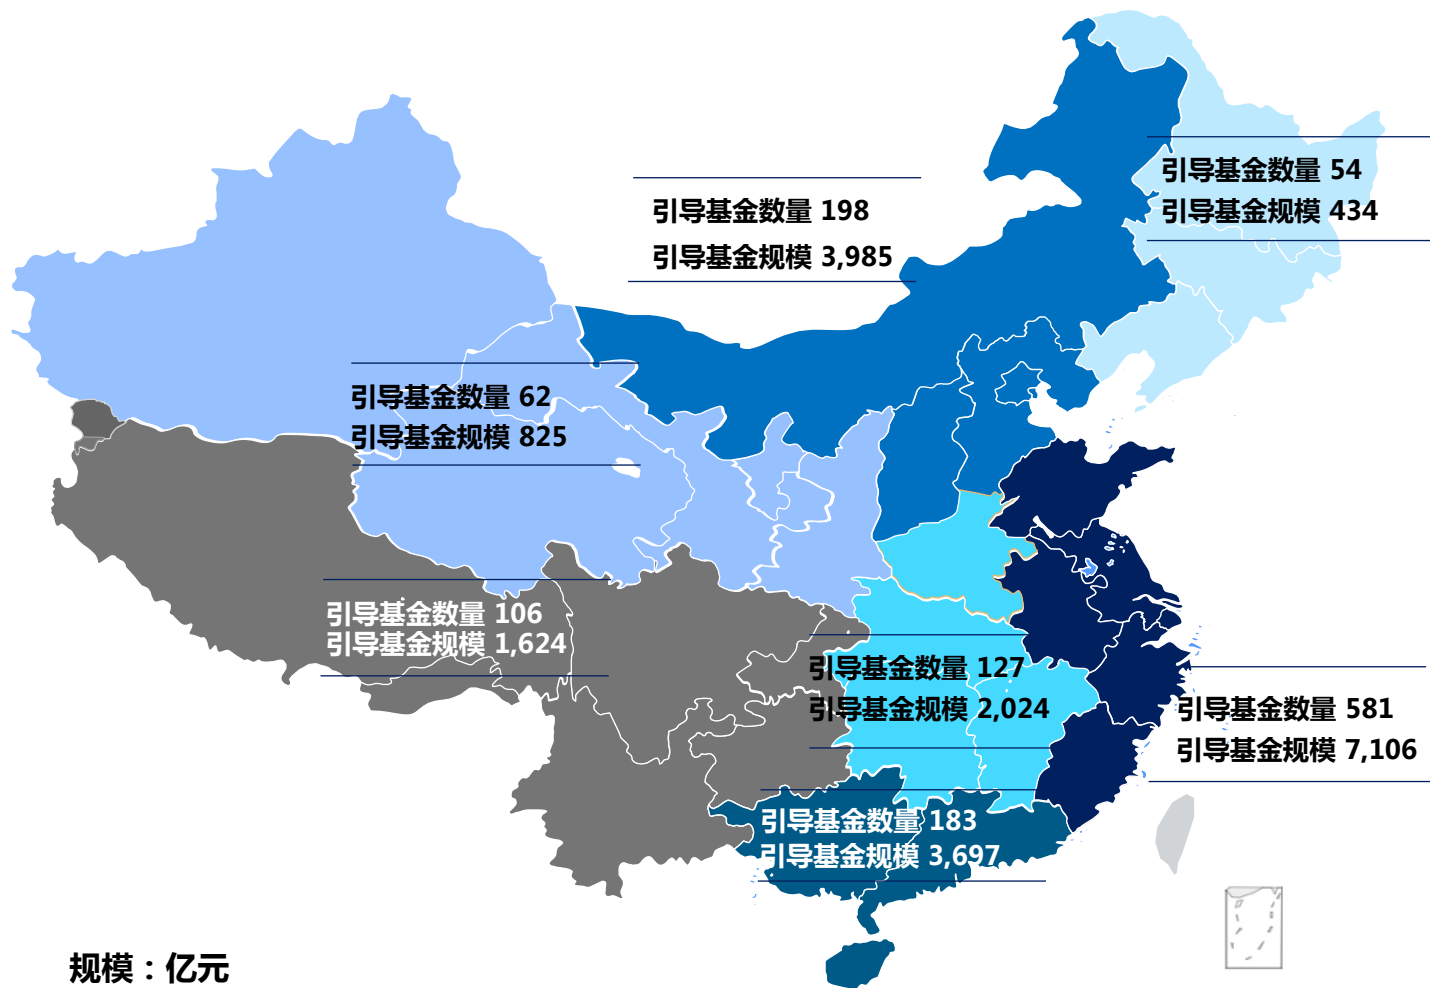 引导基金数量 54
引导基金规模 434
引导基金数量 198
引导基金规模 3,985
引导基金数量 62
引导基金规模 825
引导基金数量 106
引导基金规模 1,624
引导基金数量 127
引导基金规模 2,024
引导基金数量 581
引导基金规模 7,106
引导基金数量 183
引导基金规模 3,697
规模：亿元